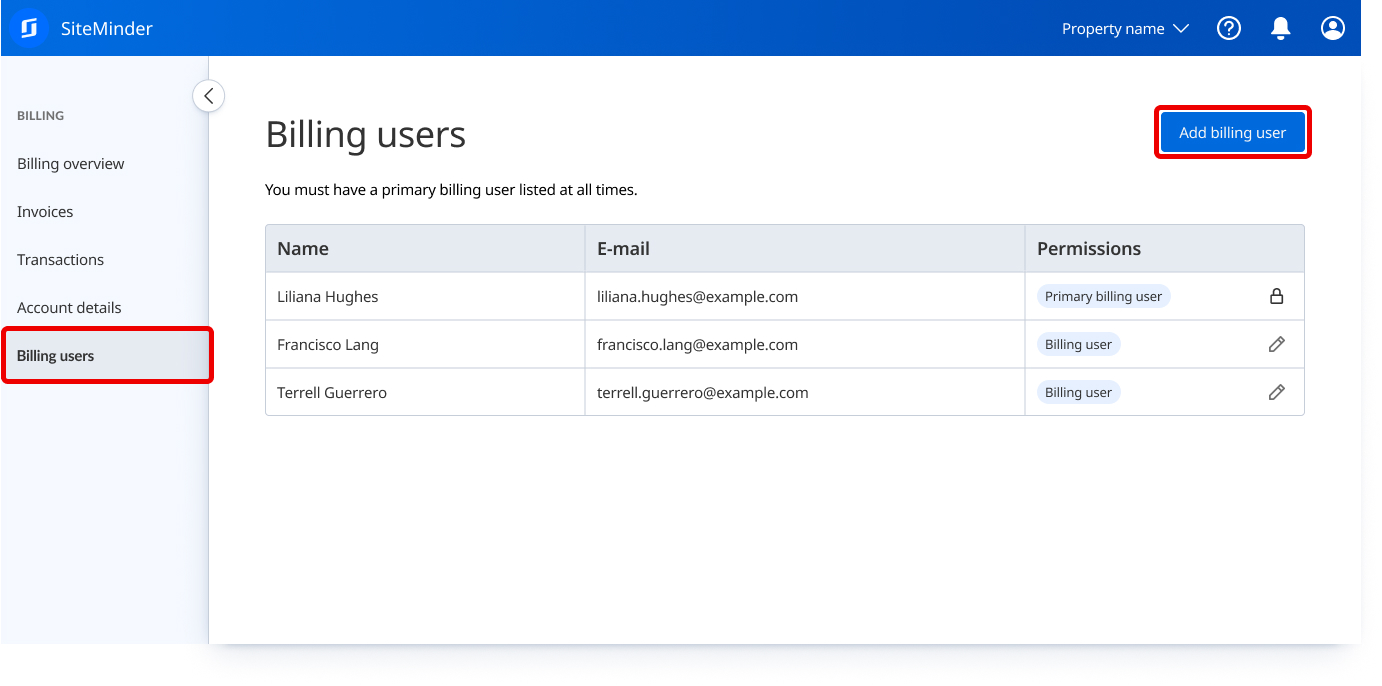 SiteMinder
Property name
BILLING
Billing overview
Invoices
Transactions
Account details
Billing users
Billing users
Add billing user
You must have a primary billing user listed at all times.
Name E-mail Permissions
Liliana Hughes liliana.hughes@example.com Primary billing user
Francisco Lang francisco.lang@example.com Billing user
Terrell Guerrero terrell.guerrero@example.com Billing user